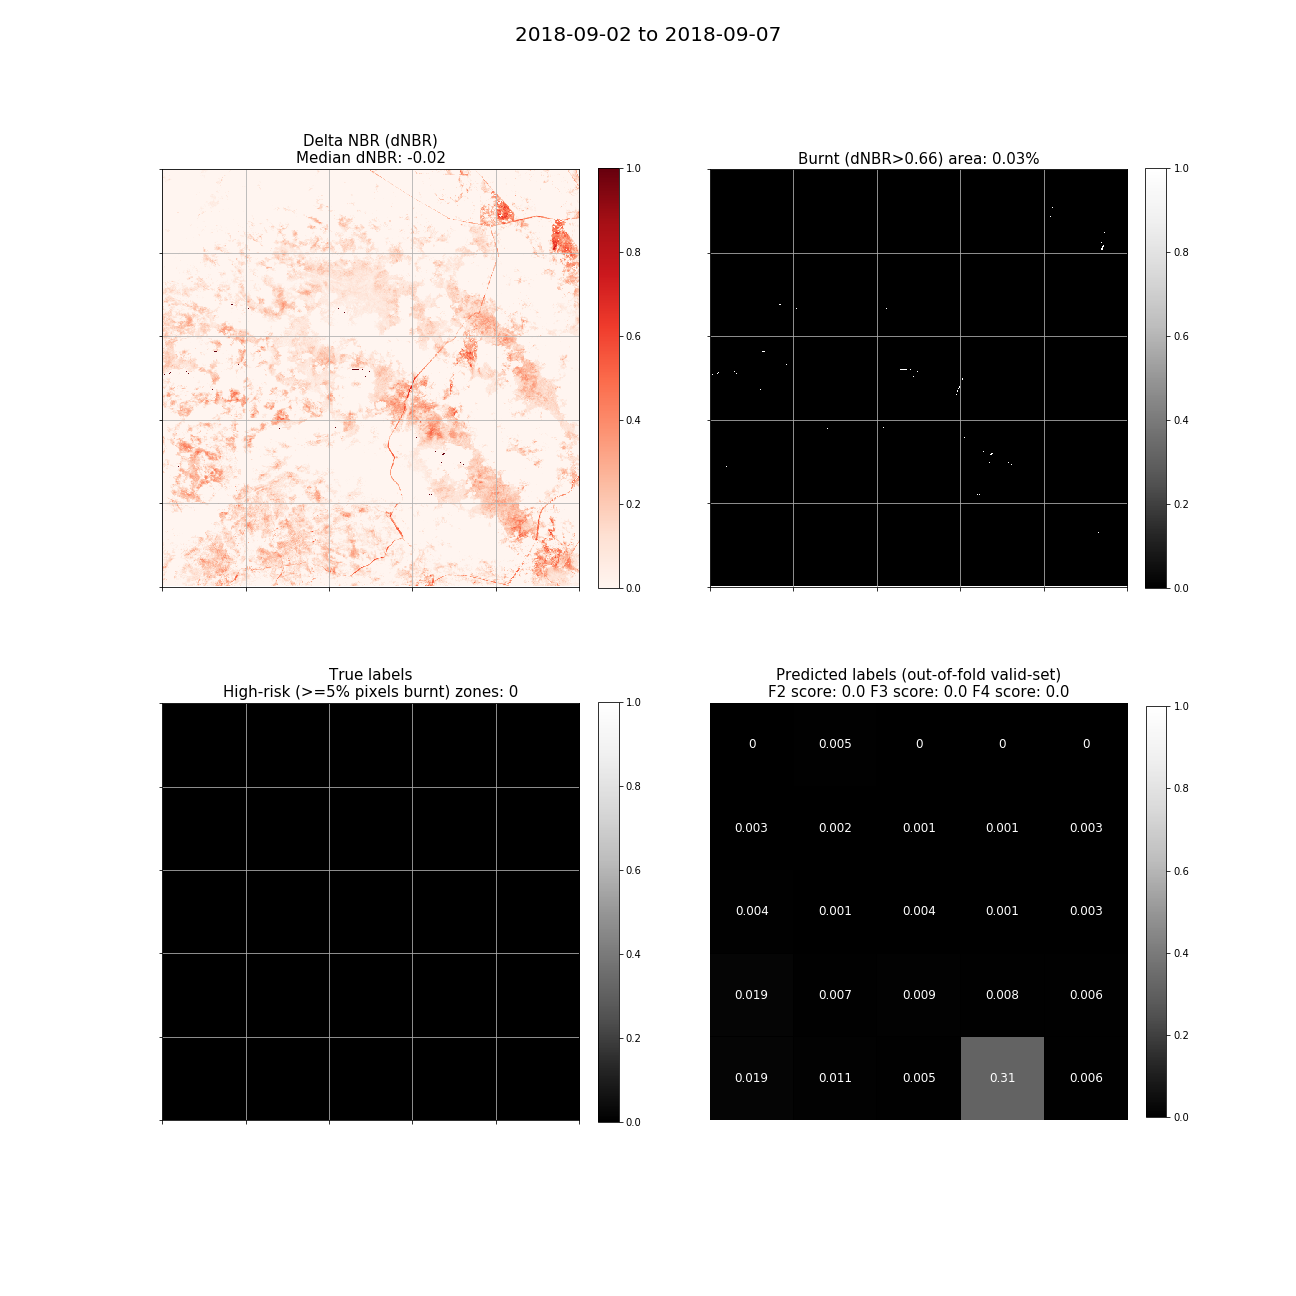 2018-09-02 to 2018-09-07
Delta NBR (dNBR)
Median dNBR: -0.02
1.0
0.8
0.6
0.4
0.2
0.0
Burnt (dNBR>0.66) area: 0.03%
1.0
0.8
0.6
0.4
0.2
0.0
True labels
High-risk (>=5% pixels burnt) zones: 0
1.0
0.8
0.6
0.4
0.2
0.0
Predicted labels (out-of-fold valid-set)
F2 score: 0.0 F3 score: 0.0 F4 score: 0.0
0 0.005 0 0 0
0.003 0.002 0.001 0.001 0.003
0.004 0.001 0.004 0.001 0.003
0.019 0.007 0.009 0.008 0.006
0.019 0.011 0.005 0.31 0.006
1.0
0.8
0.6
0.4
0.2
0.0